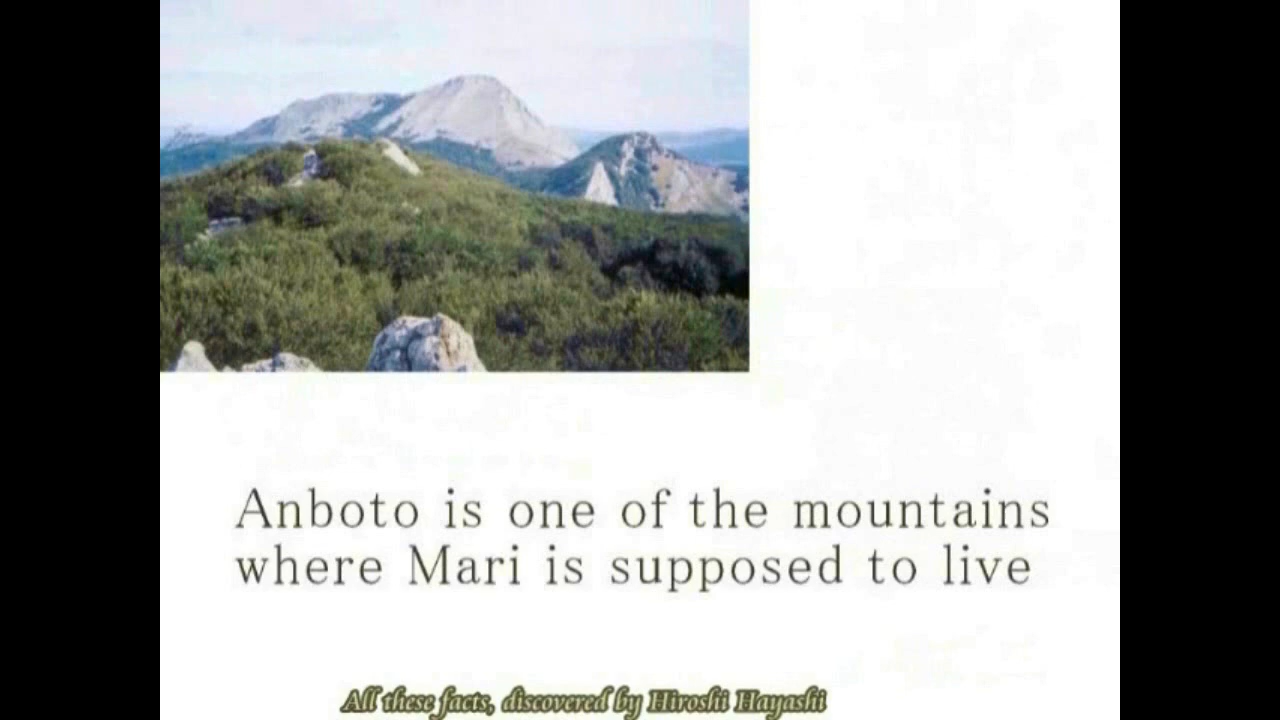 Anboto is one of the mountains
where Mari is supposed to live
All these facts, discovered by Hiroshi Hayashi